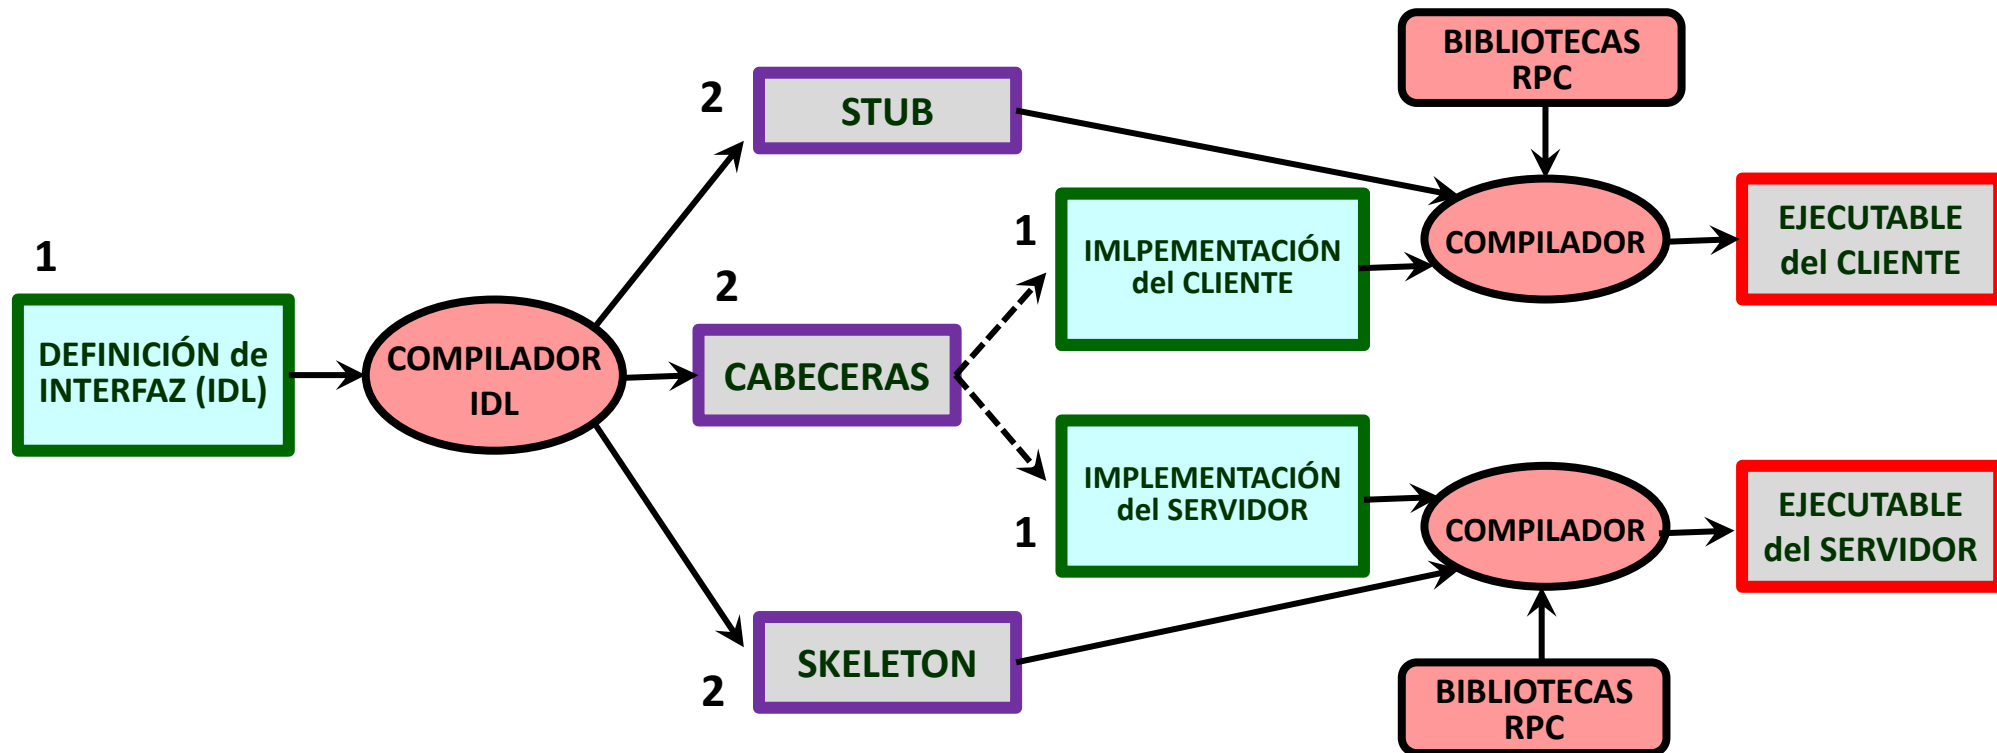 BIBLIOTECAS
RPC
2
STUB
1
IMLPEMENTACIÓN
del CLIENTE
COMPILADOR
EJECUTABLE
del CLIENTE
1
DEFINICIÓN de
INTERFAZ (IDL)
COMPILADOR
IDL
2
CABECERAS
IMPLEMENTACIÓN
del SERVIDOR
1
COMPILADOR
EJECUTABLE
del SERVIDOR
SKELETON
2
BIBLIOTECAS
RPC